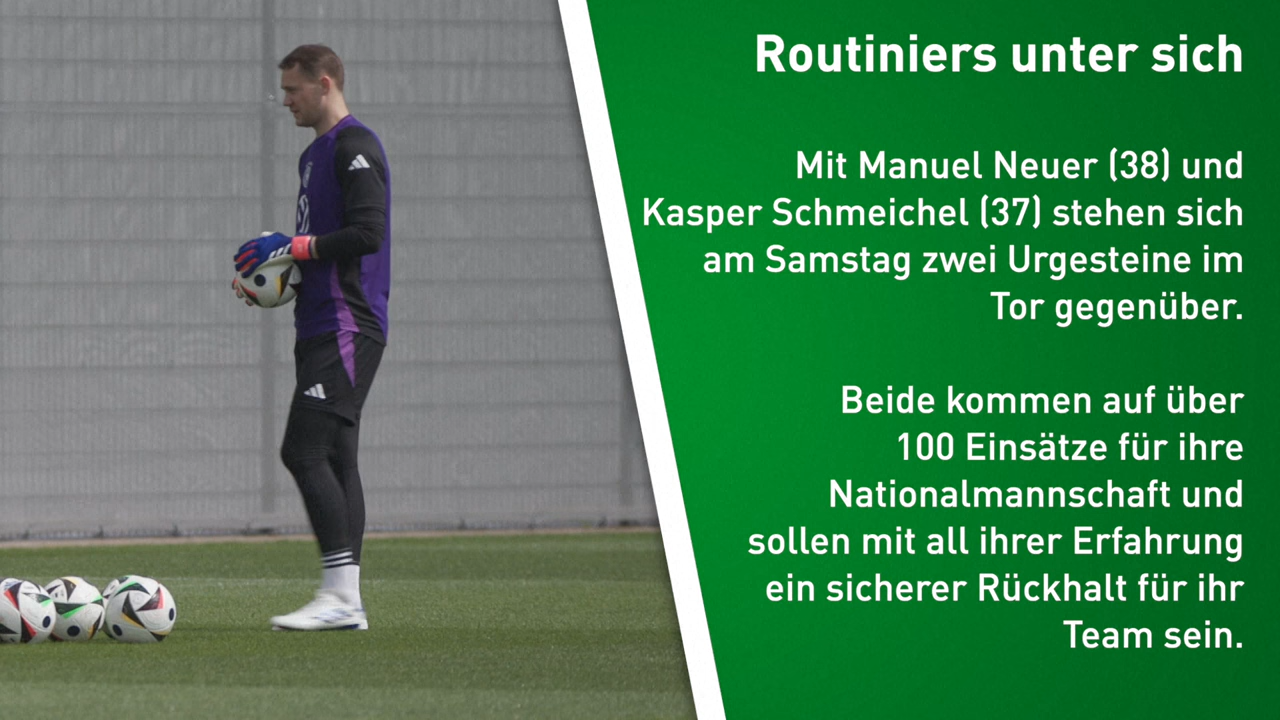 Routiniers unter sich
Mit Manuel Neuer (38) und
Kasper Schmeichel (37) stehen sich
am Samstag zwei Urgesteine im
Tor gegenüber.
Beide kommen auf über
100 Einsätze für ihre
Nationalmannschaft und
sollen mit all ihrer Erfahrung
ein sicherer Rückhalt für ihr
Team sein.